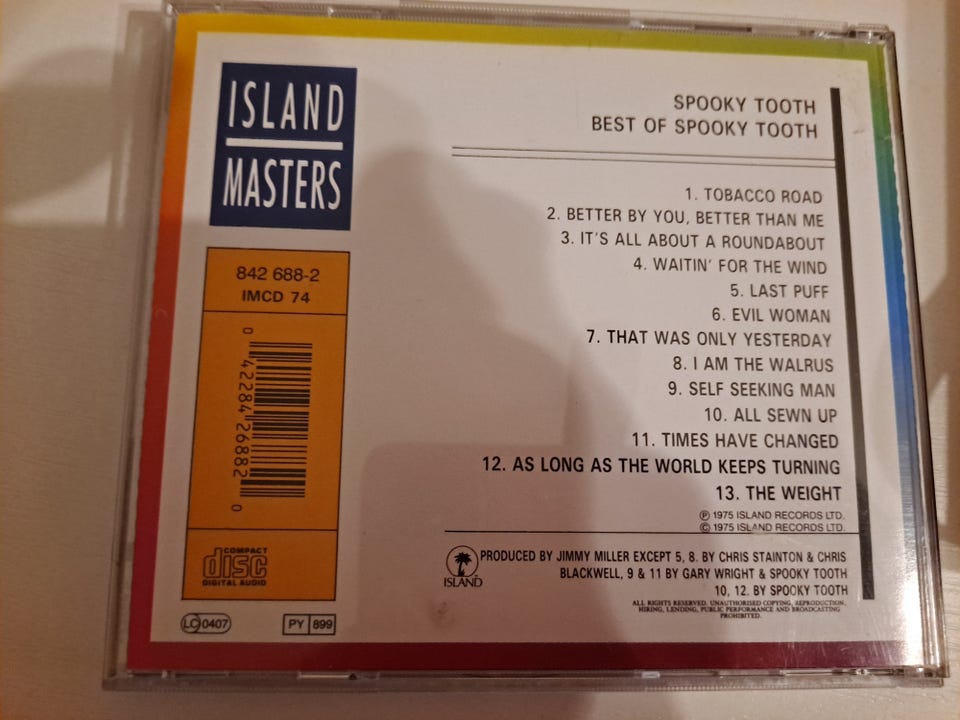 ISLAND
MASTERS
842 688-2
IMCD 74
0 42284 26882 0
COMPACT
disc
DIGITAL AUDIO
LC 0407
PY 899
SPOOKY TOOTH
BEST OF SPOOKY TOOTH
1. TOBACCO ROAD
2. BETTER BY YOU, BETTER THAN ME
3. IT'S ALL ABOUT A ROUNDABOUT
4. WAITIN' FOR THE WIND
5. LAST PUFF
6. EVIL WOMAN
7. THAT WAS ONLY YESTERDAY
8. I AM THE WALRUS
9. SELF SEEKING MAN
10. ALL SEWN UP
11. TIMES HAVE CHANGED
12. AS LONG AS THE WORLD KEEPS TURNING
13. THE WEIGHT
℗ 1975 ISLAND RECORDS LTD.
© 1975 ISLAND RECORDS LTD.
ISLAND
PRODUCED BY JIMMY MILLER EXCEPT 5, 8. BY CHRIS STAINTON & CHRIS
BLACKWELL, 9 & 11 BY GARY WRIGHT & SPOOKY TOOTH
10, 12. BY SPOOKY TOOTH
ALL RIGHTS RESERVED. UNAUTHORISED COPYING, REPRODUCTION,
HIRING, LENDING, PUBLIC PERFORMANCE AND BROADCASTING
PROHIBITED.